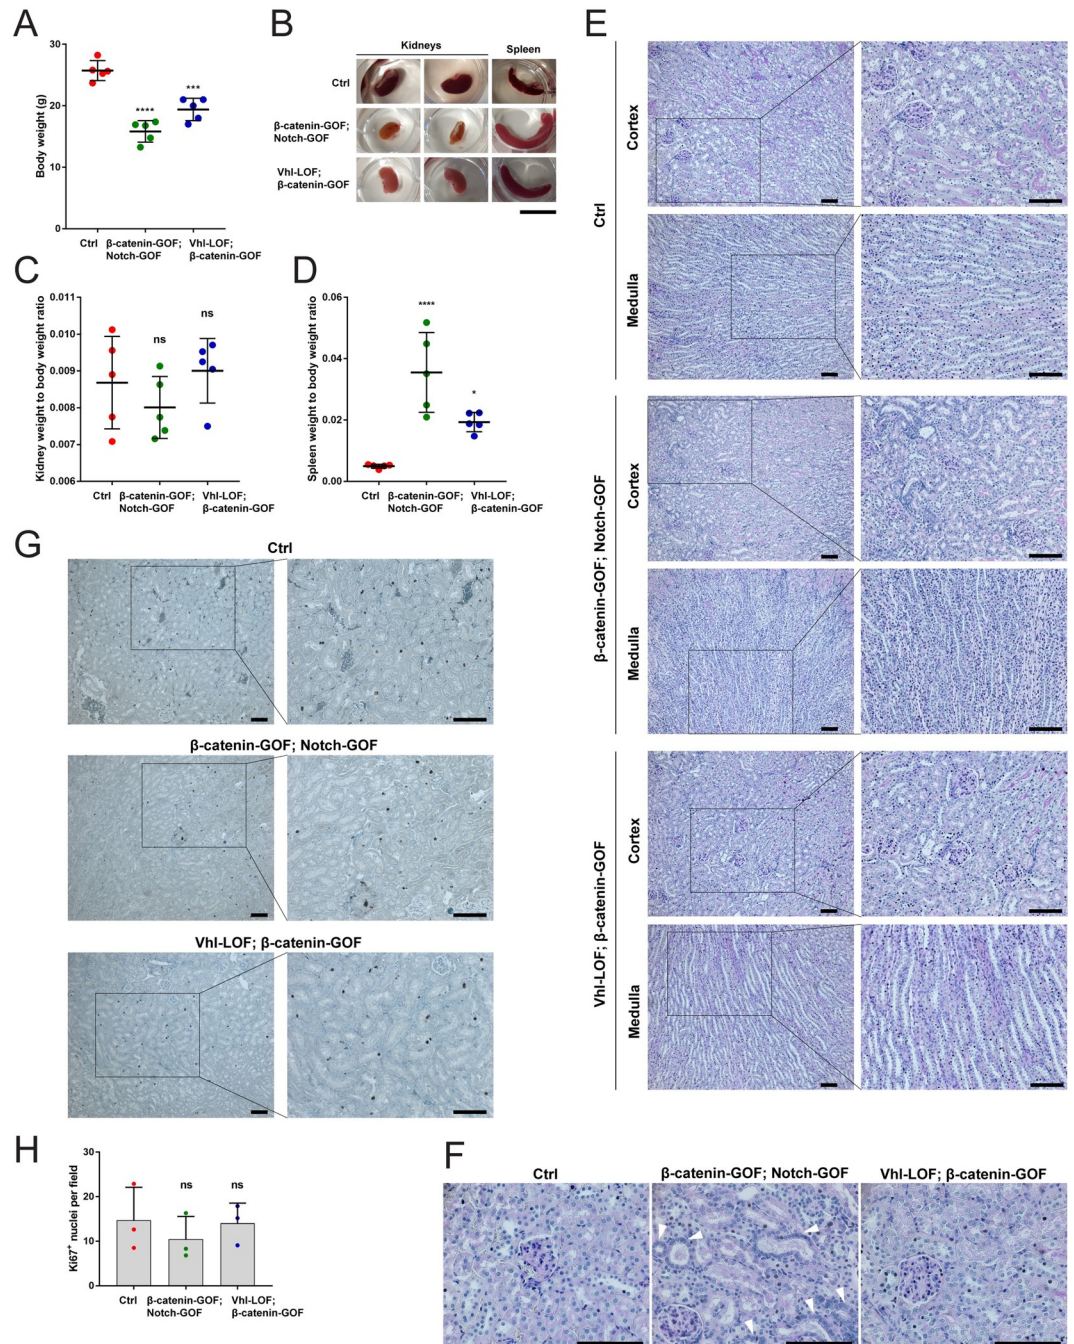 A
Body weight (g)
30
20
10
0
****
***
Ctrl
β-catenin-GOF;
Notch-GOF
Vhl-LOF;
β-catenin-GOF
B
Kidneys
Spleen
Ctrl
β-catenin-GOF;
Notch-GOF
Vhl-LOF;
β-catenin-GOF
C
Kidney weight to body weight ratio
0.011
0.010
0.009
0.008
0.007
0.006
ns
ns
Ctrl
β-catenin-GOF;
Notch-GOF
Vhl-LOF;
β-catenin-GOF
D
Spleen weight to body weight ratio
0.06
0.04
0.02
0.00
****
*
Ctrl
β-catenin-GOF;
Notch-GOF
Vhl-LOF;
β-catenin-GOF
E
Ctrl
Cortex
Medulla
β-catenin-GOF; Notch-GOF
Cortex
Medulla
Vhl-LOF; β-catenin-GOF
Cortex
Medulla
G
Ctrl
β-catenin-GOF; Notch-GOF
Vhl-LOF; β-catenin-GOF
H
Ki67+ nuclei per field
30
20
10
0
ns
ns
Ctrl
β-catenin-GOF;
Notch-GOF
Vhl-LOF;
β-catenin-GOF
F
Ctrl
β-catenin-GOF; Notch-GOF
Vhl-LOF; β-catenin-GOF